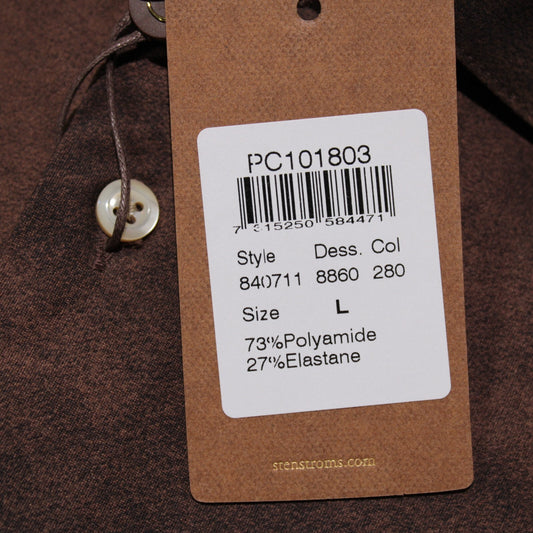 PC101803
7 315250 584471
Style Dess. Col
840711 8860 280
Size L
73%Polyamide
27%Elastane
stenstroms.com